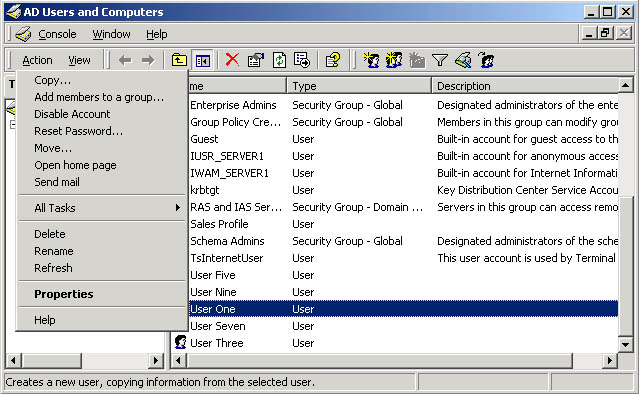 AD Users and Computers
Console Window Help
Action View
Copy...
Add members to a group...
Disable Account
Reset Password...
Move...
Open home page
Send mail
All Tasks
Delete
Rename
Refresh
Properties
Help
T
me Type Description
Enterprise Admins Security Group - Global Designated administrators of the ente
Group Policy Cre... Security Group - Global Members in this group can modify grou
Guest User Built-in account for guest access to th
IUSR_SERVER1 User Built-in account for anonymous access
IWAM_SERVER1 User Built-in account for Internet Informati
krbtgt User Key Distribution Center Service Accou
RAS and IAS Ser... Security Group - Domain ... Servers in this group can access remo
Sales Profile User
Schema Admins Security Group - Global Designated administrators of the sche
TsInternetUser User This user account is used by Terminal
User Five User
User Nine User
User One User
User Seven User
User Three User
Creates a new user, copying information from the selected user.